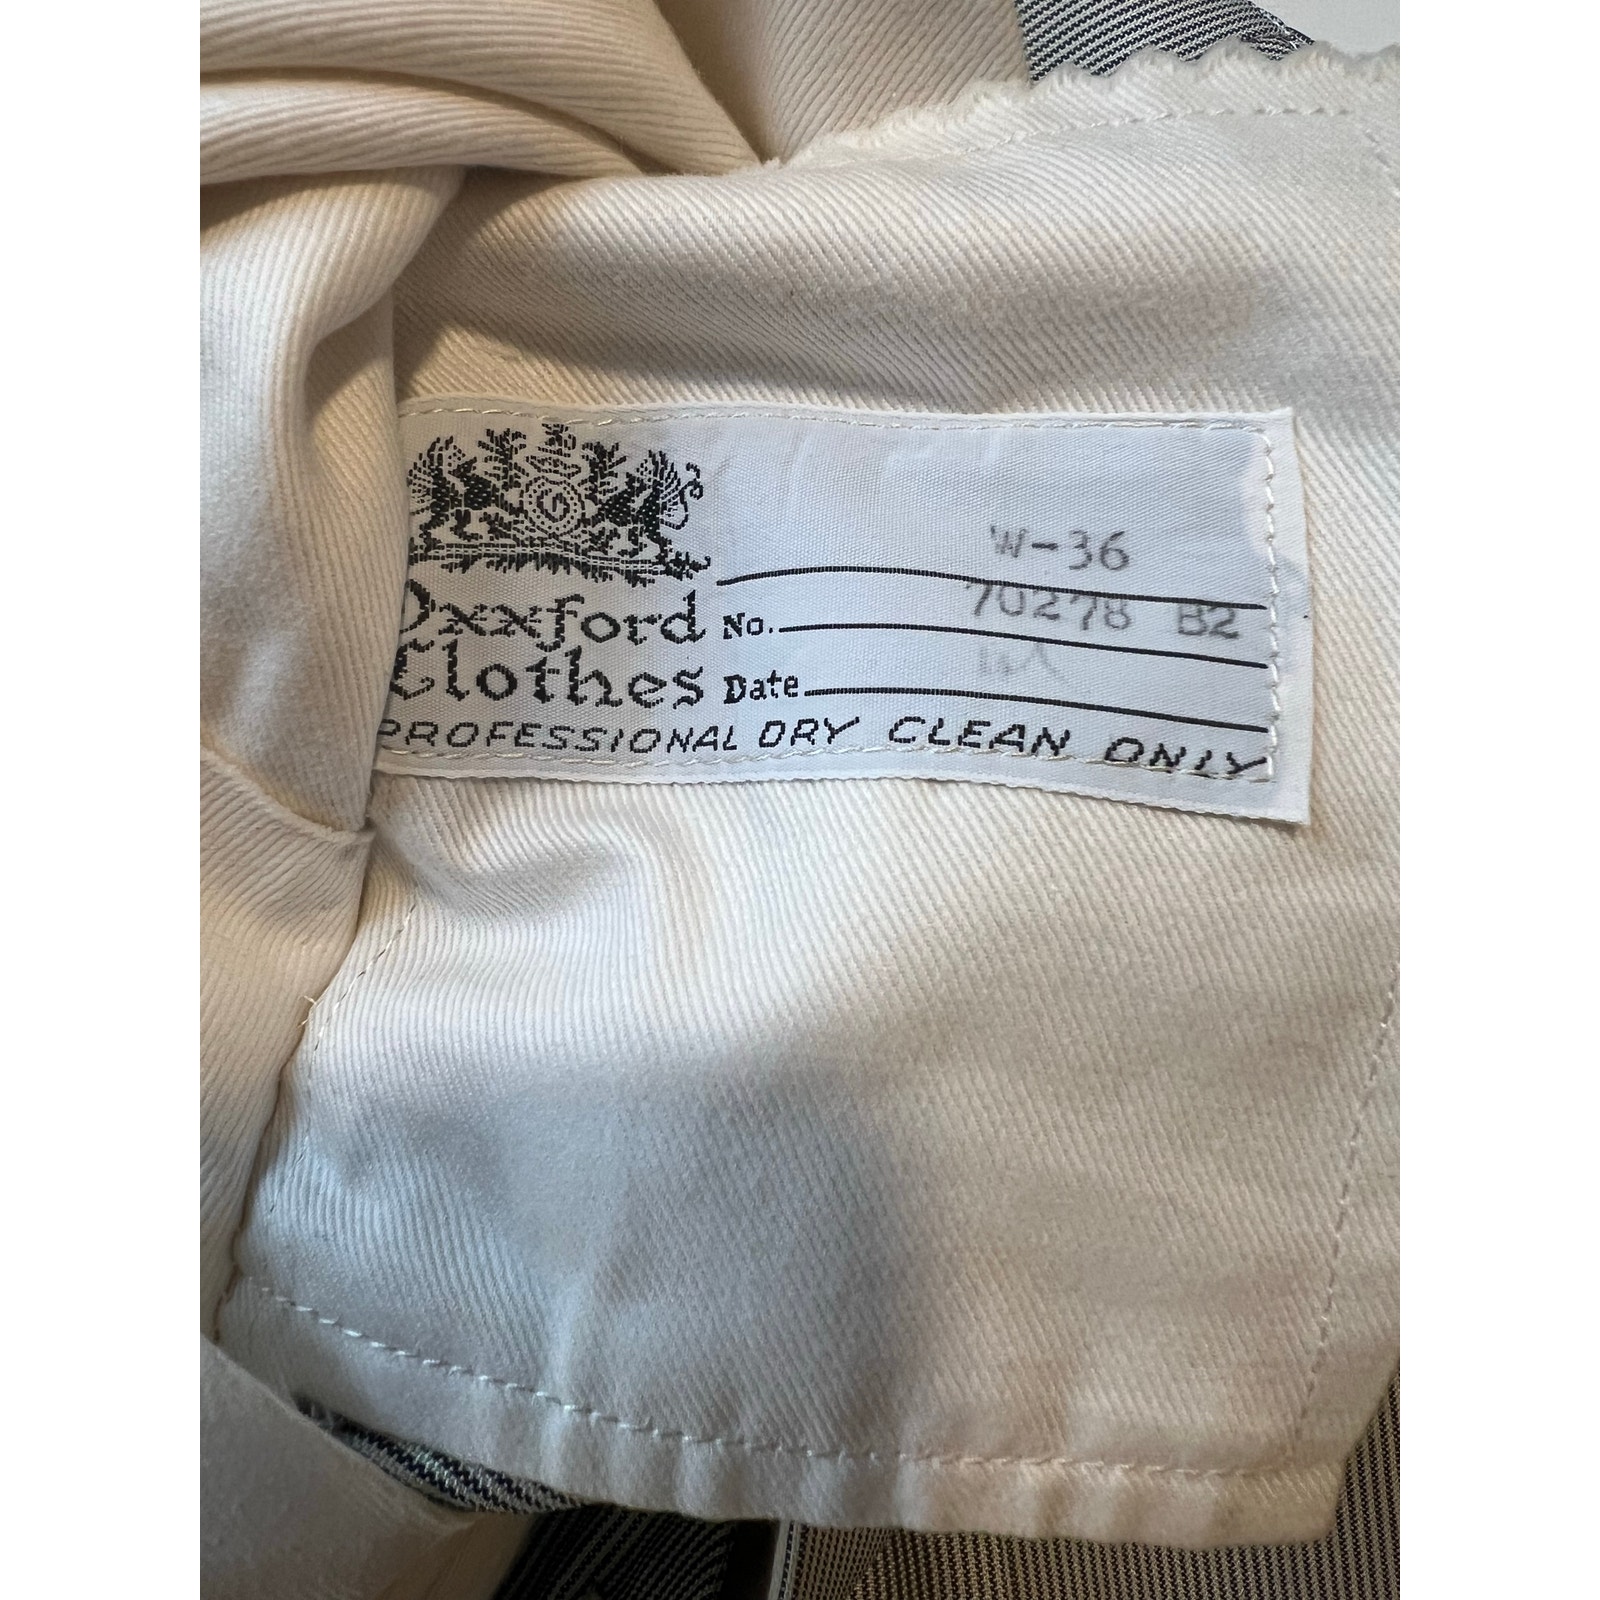 W-36
Oxxford
No. 70278 B2
Clothes
Date
PROFESSIONAL DRY CLEAN ONLY